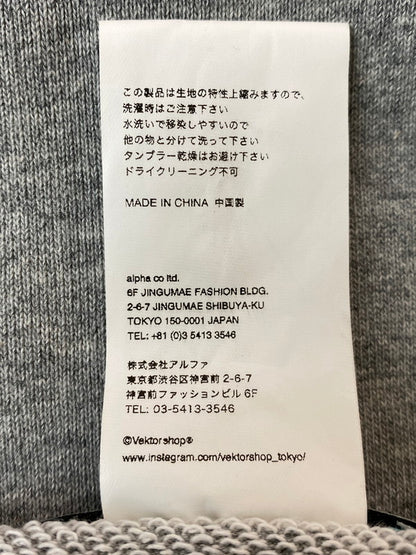 この製品は生地の特性上縮みますので、
洗濯時はご注意下さい
水洗いで移染しやすいので
他の物と分けて洗って下さい
タンブラー乾燥はお避け下さい
ドライクリーニング不可
MADE IN CHINA 中国製
alpha co ltd.
6F JINGUMAE FASHION BLDG.
2-6-7 JINGUMAE SHIBUYA-KU
TOKYO 150-0001 JAPAN
TEL: +81 (0)3 5413 3546
株式会社アルファ
東京都渋谷区神宮前 2-6-7
神宮前ファッションビル 6F
TEL: 03-5413-3546
©Vektorshop®
www.instagram.com/vektorshop_tokyo/